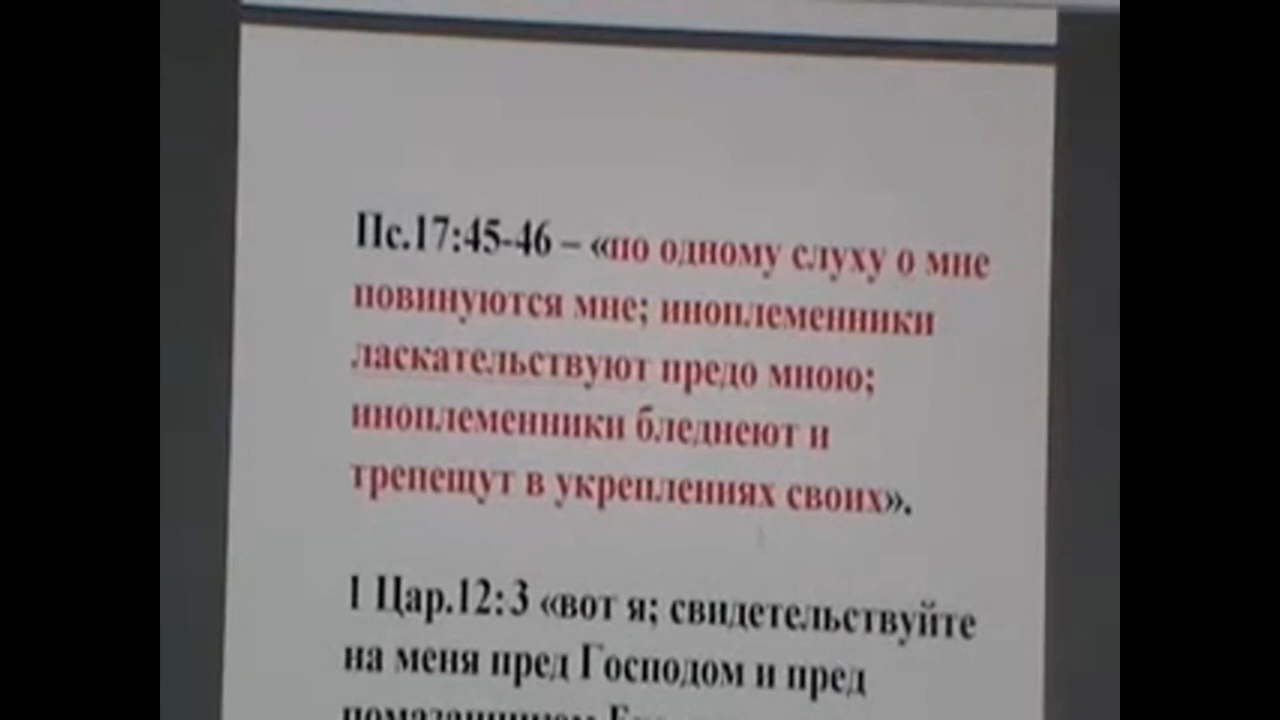 Пс.17:45-46 – «по одному слуху о мне
повинуются мне; иноплеменники
ласкательствуют предо мною;
иноплеменники бледнеют и
трепещут в укреплениях своих».
1 Цар.12:3 «вот я; свидетельствуйте
на меня пред Господом и пред